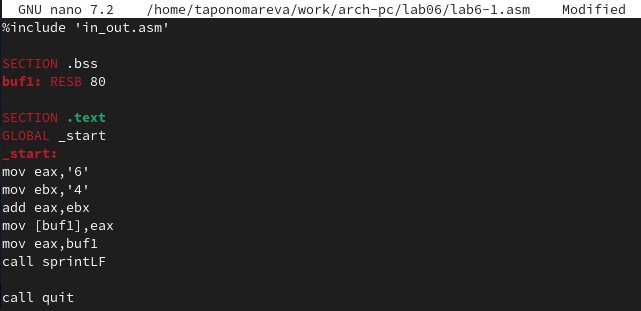 GNU nano 7.2    /home/taponomareva/work/arch-pc/lab06/lab6-1.asm    Modified
%include 'in_out.asm'

SECTION .bss
buf1: RESB 80

SECTION .text
GLOBAL _start
_start:
mov eax,'6'
mov ebx,'4'
add eax,ebx
mov [buf1],eax
mov eax,buf1
call sprintLF

call quit